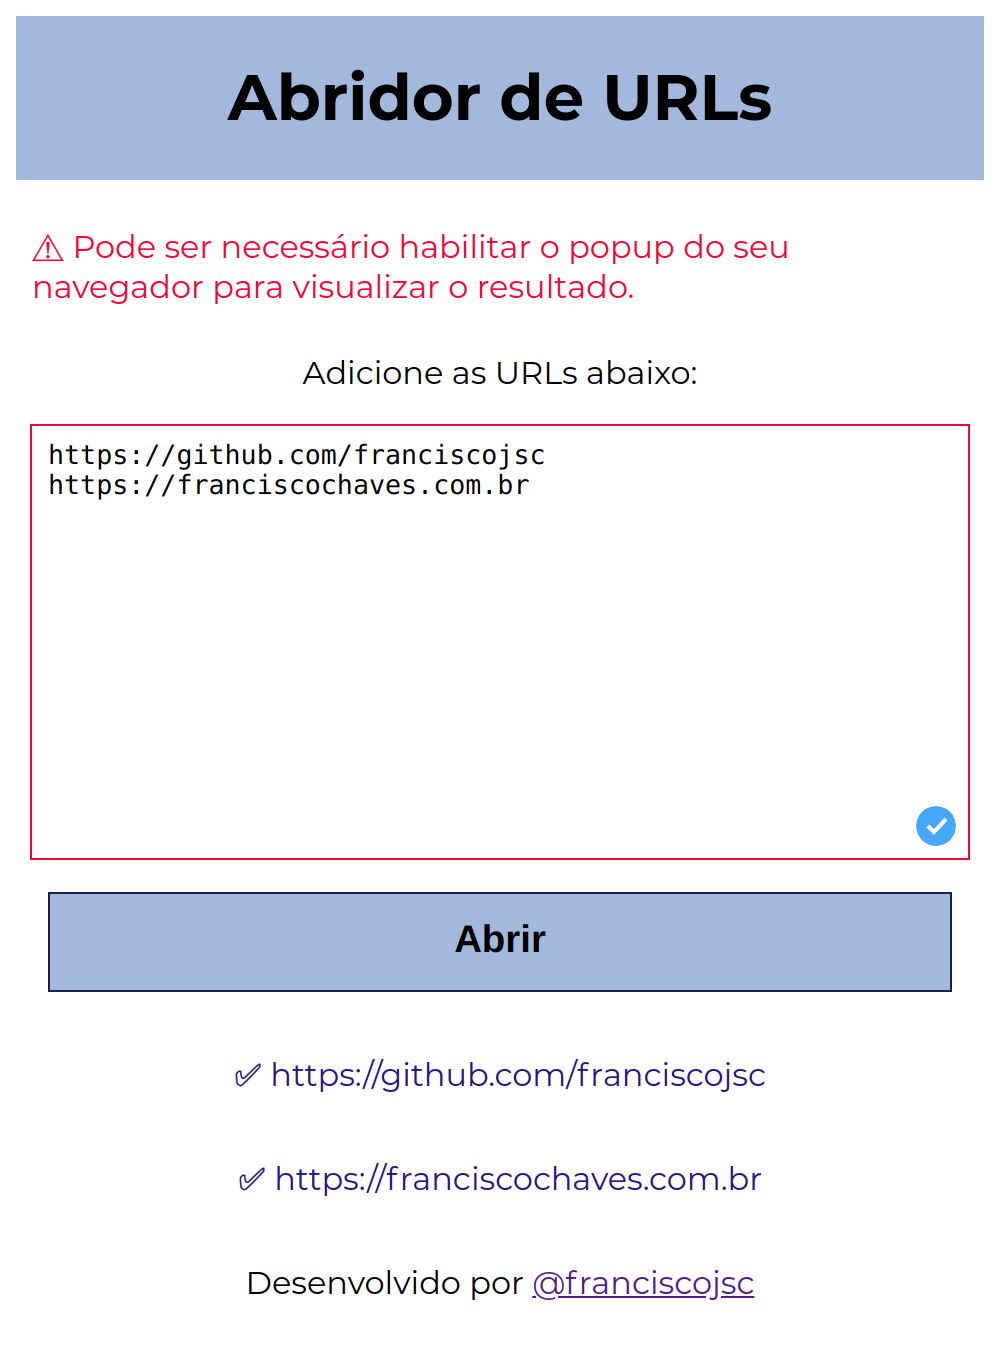 Abridor de URLs
⚠ Pode ser necessário habilitar o popup do seu
navegador para visualizar o resultado.
Adicione as URLs abaixo:
https://github.com/franciscojsc
https://franciscochaves.com.br
Abrir
✅ https://github.com/franciscojsc
✅ https://franciscochaves.com.br
Desenvolvido por @franciscojsc